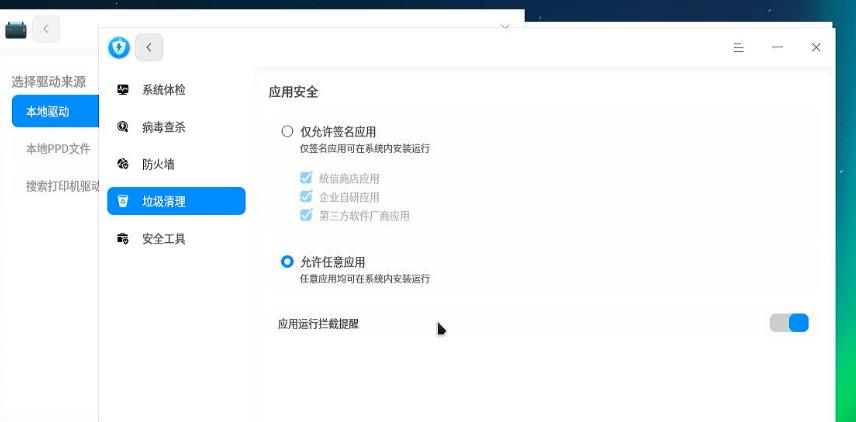 选择驱动来源
本地驱动
本地PPD文件
搜索打印机驱动
系统体检
病毒查杀
防火墙
垃圾清理
安全工具
应用安全
仅允许签名应用
仅签名应用可在系统内安装运行
统信商店应用
企业自研应用
第三方软件厂商应用
允许任意应用
任意应用均可在系统内安装运行
应用运行拦截提醒